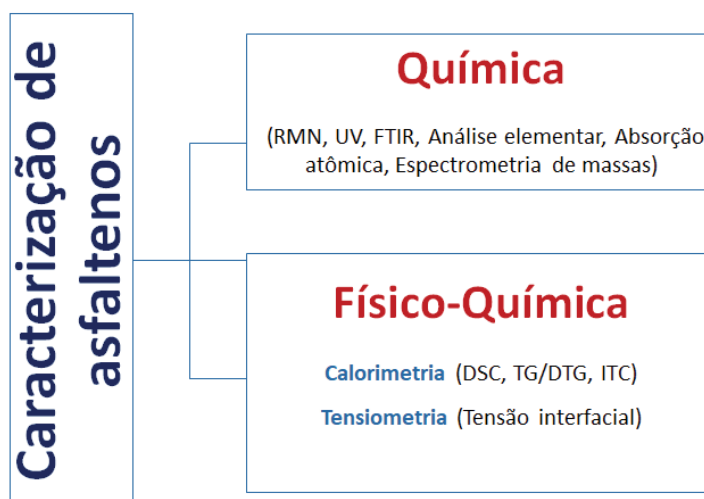 Caracterização de
asfaltenos
Química
(RMN, UV, FTIR, Análise elementar, Absorção
atômica, Espectrometria de massas)
Físico-Química
Calorimetria (DSC, TG/DTG, ITC)
Tensiometria (Tensão interfacial)